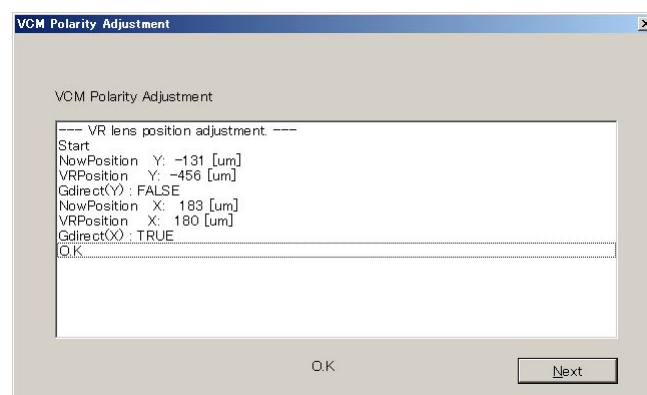 VCM Polarity Adjustment
VCM Polarity Adjustment
--- VR lens position adjustment. ---
Start
NowPosition Y: -131 [um]
VRPosition Y: -456 [um]
Gdirect(Y) : FALSE
NowPosition X: 183 [um]
VRPosition X: 180 [um]
Gdirect(X) : TRUE
O.K
O.K
Next